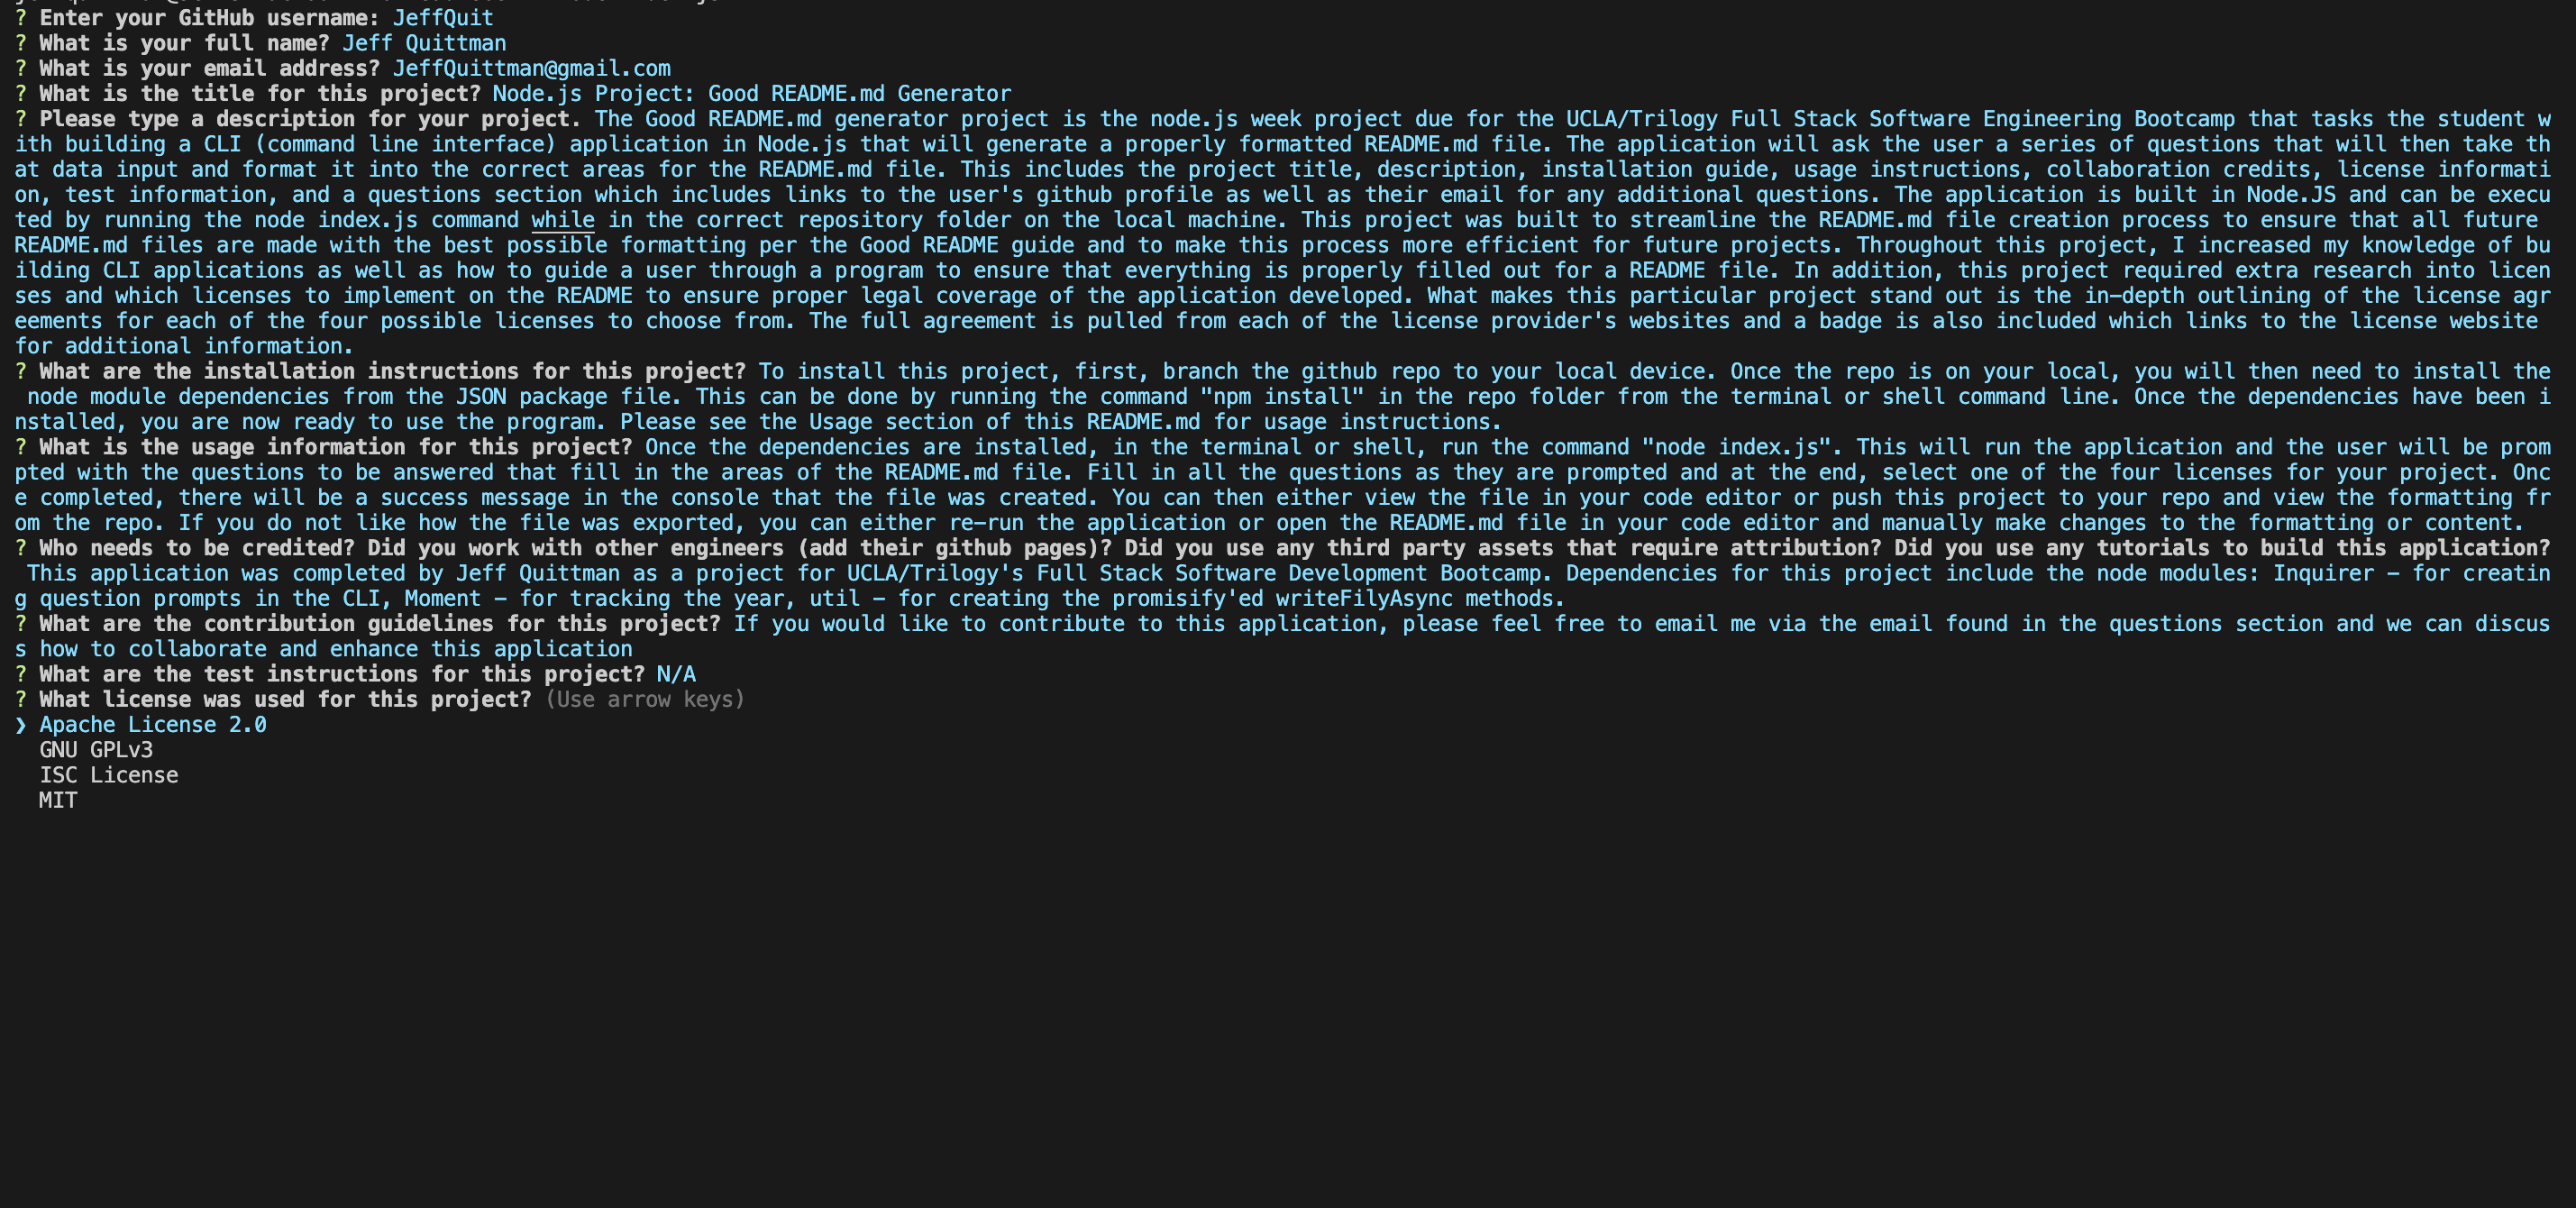 ? Enter your GitHub username: JeffQuit
? What is your full name? Jeff Quittman
? What is your email address? JeffQuittman@gmail.com
? What is the title for this project? Node.js Project: Good README.md Generator
? Please type a description for your project. The Good README.md generator project is the node.js week project due for the UCLA/Trilogy Full Stack Software Engineering Bootcamp that tasks the student w
ith building a CLI (command line interface) application in Node.js that will generate a properly formatted README.md file. The application will ask the user a series of questions that will then take th
at data input and format it into the correct areas for the README.md file. This includes the project title, description, installation guide, usage instructions, collaboration credits, license informati
on, test information, and a questions section which includes links to the user's github profile as well as their email for any additional questions. The application is built in Node.JS and can be execu
ted by running the node index.js command while in the correct repository folder on the local machine. This project was built to streamline the README.md file creation process to ensure that all future
README.md files are made with the best possible formatting per the Good README guide and to make this process more efficient for future projects. Throughout this project, I increased my knowledge of bu
ilding CLI applications as well as how to guide a user through a program to ensure that everything is properly filled out for a README file. In addition, this project required extra research into licen
ses and which licenses to implement on the README to ensure proper legal coverage of the application developed. What makes this particular project stand out is the in-depth outlining of the license agr
eements for each of the four possible licenses to choose from. The full agreement is pulled from each of the license provider's websites and a badge is also included which links to the license website
for additional information.
? What are the installation instructions for this project? To install this project, first, branch the github repo to your local device. Once the repo is on your local, you will then need to install the
node module dependencies from the JSON package file. This can be done by running the command "npm install" in the repo folder from the terminal or shell command line. Once the dependencies have been i
nstalled, you are now ready to use the program. Please see the Usage section of this README.md for usage instructions.
? What is the usage information for this project? Once the dependencies are installed, in the terminal or shell, run the command "node index.js". This will run the application and the user will be prom
pted with the questions to be answered that fill in the areas of the README.md file. Fill in all the questions as they are prompted and at the end, select one of the four licenses for your project. Onc
e completed, there will be a success message in the console that the file was created. You can then either view the file in your code editor or push this project to your repo and view the formatting fr
om the repo. If you do not like how the file was exported, you can either re-run the application or open the README.md file in your code editor and manually make changes to the formatting or content.
? Who needs to be credited? Did you work with other engineers (add their github pages)? Did you use any third party assets that require attribution? Did you use any tutorials to build this application?
This application was completed by Jeff Quittman as a project for UCLA/Trilogy's Full Stack Software Development Bootcamp. Dependencies for this project include the node modules: Inquirer – for creatin
g question prompts in the CLI, Moment – for tracking the year, util – for creating the promisify'ed writeFilyAsync methods.
? What are the contribution guidelines for this project? If you would like to contribute to this application, please feel free to email me via the email found in the questions section and we can discus
s how to collaborate and enhance this application
? What are the test instructions for this project? N/A
? What license was used for this project? (Use arrow keys)
❯ Apache License 2.0
GNU GPLv3
ISC License
MIT